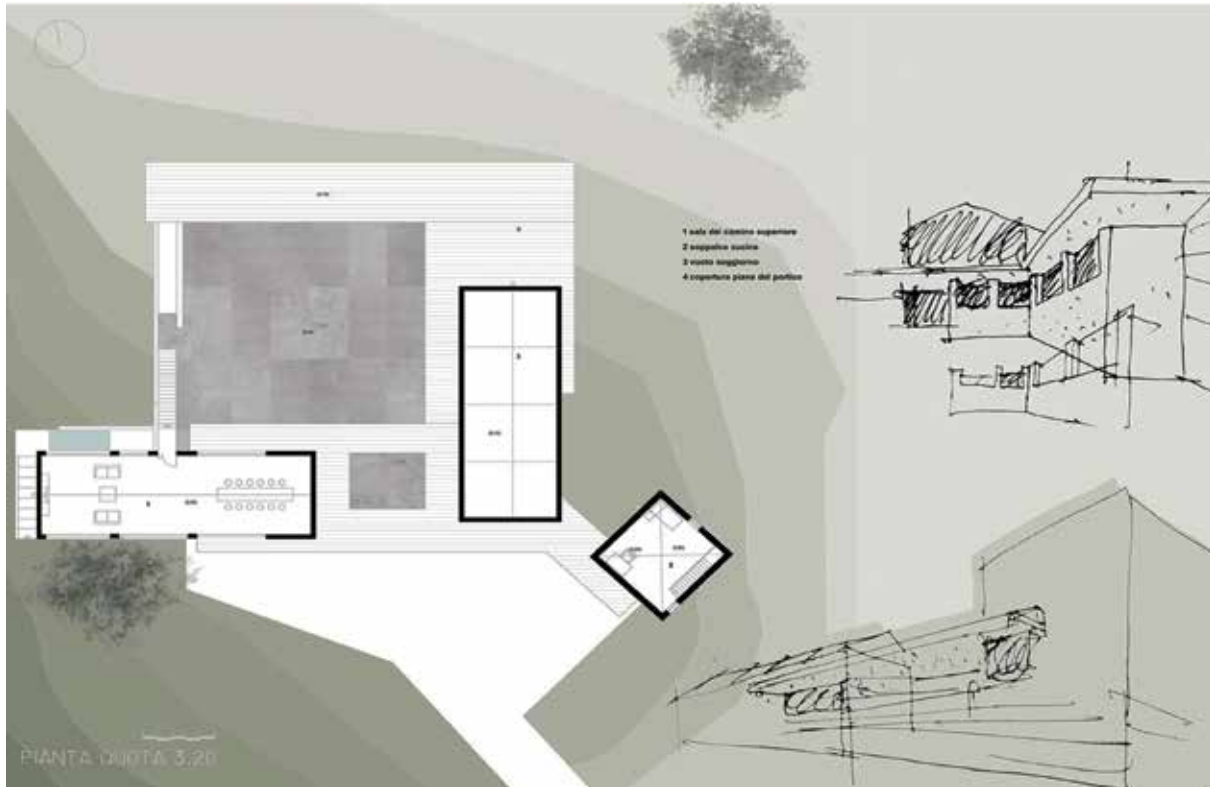 1 sala del camino superiore
2 soppalco cucina
3 vuoto soggiorno
4 copertura piana del portico
PIANTA QUOTA 3.20